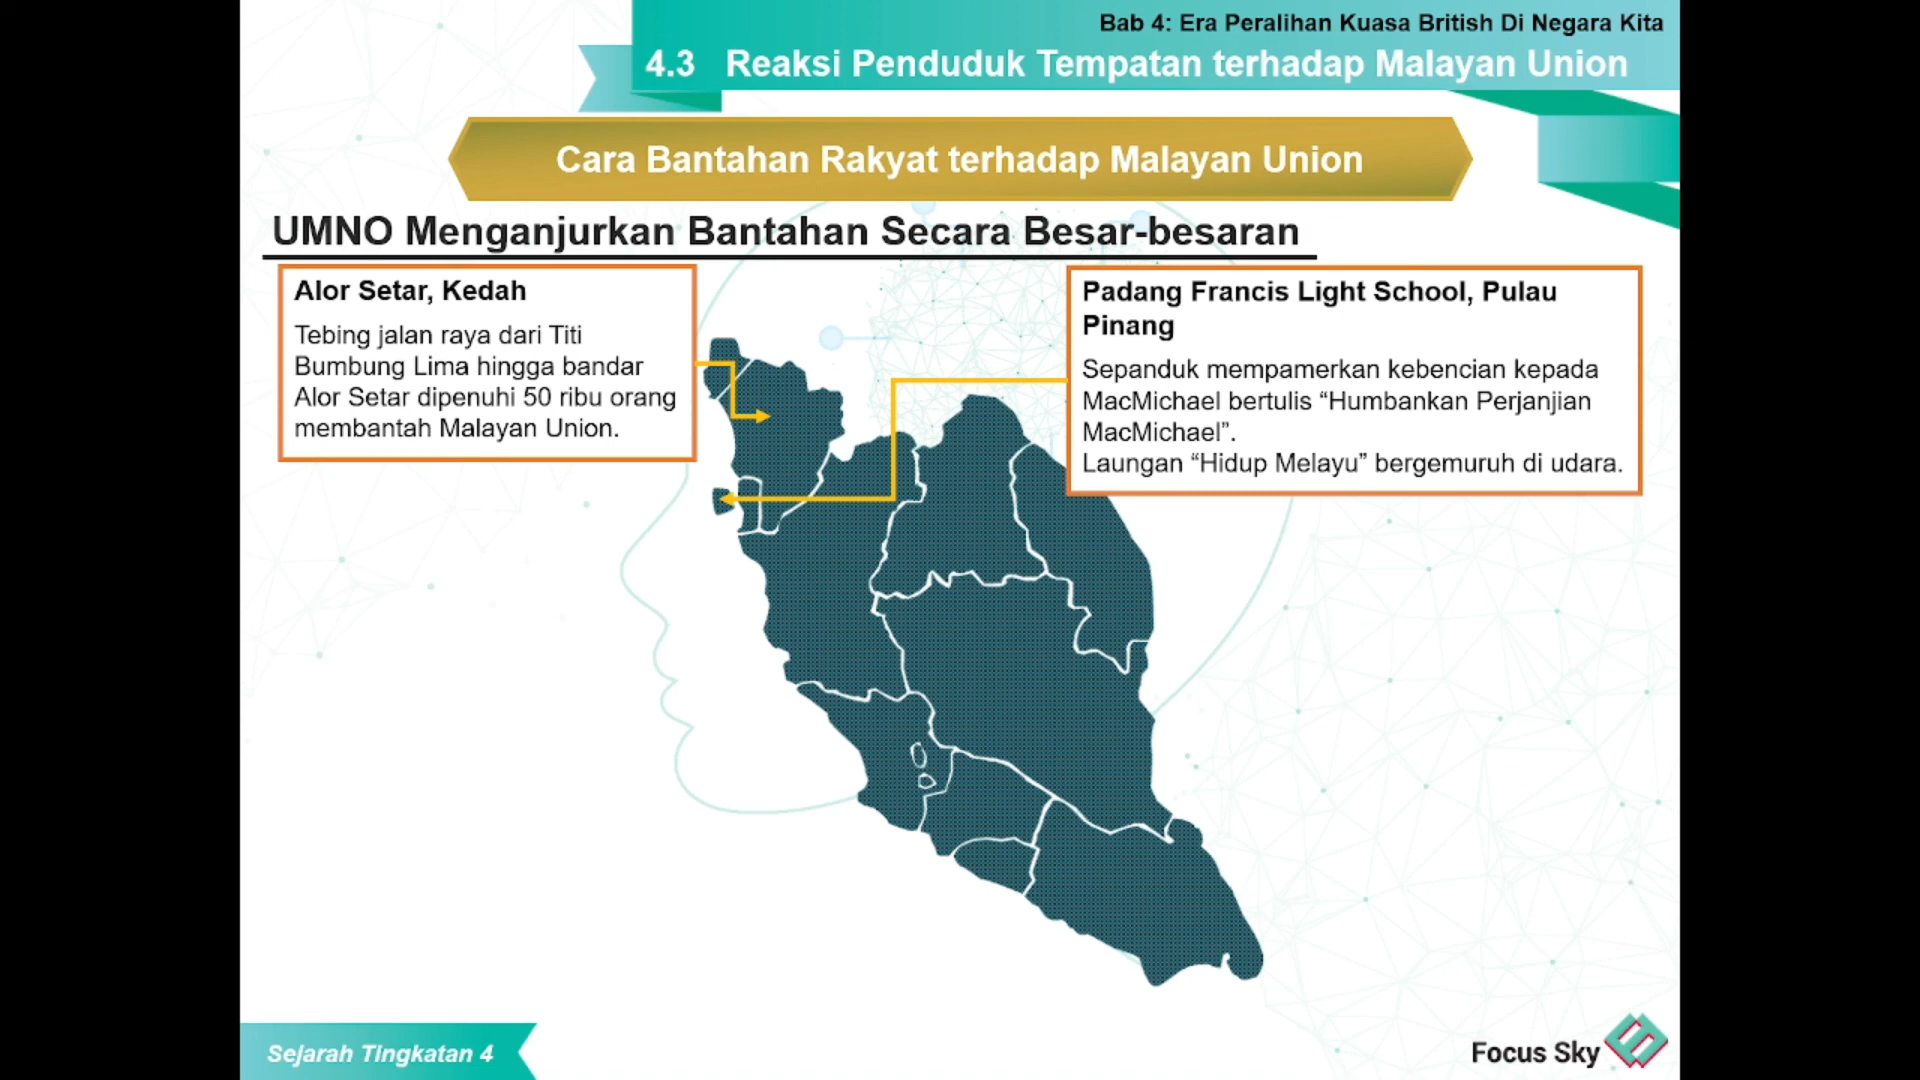 Bab 4: Era Peralihan Kuasa British Di Negara Kita
4.3 Reaksi Penduduk Tempatan terhadap Malayan Union
Cara Bantahan Rakyat terhadap Malayan Union
UMNO Menganjurkan Bantahan Secara Besar-besaran
Alor Setar, Kedah
Tebing jalan raya dari Titi
Bumbung Lima hingga bandar
Alor Setar dipenuhi 50 ribu orang
membantah Malayan Union.
Padang Francis Light School, Pulau
Pinang
Sepanduk mempamerkan kebencian kepada
MacMichael bertulis “Humbankan Perjanjian
MacMichael”.
Laungan “Hidup Melayu” bergemuruh di udara.
Sejarah Tingkatan 4
Focus Sky